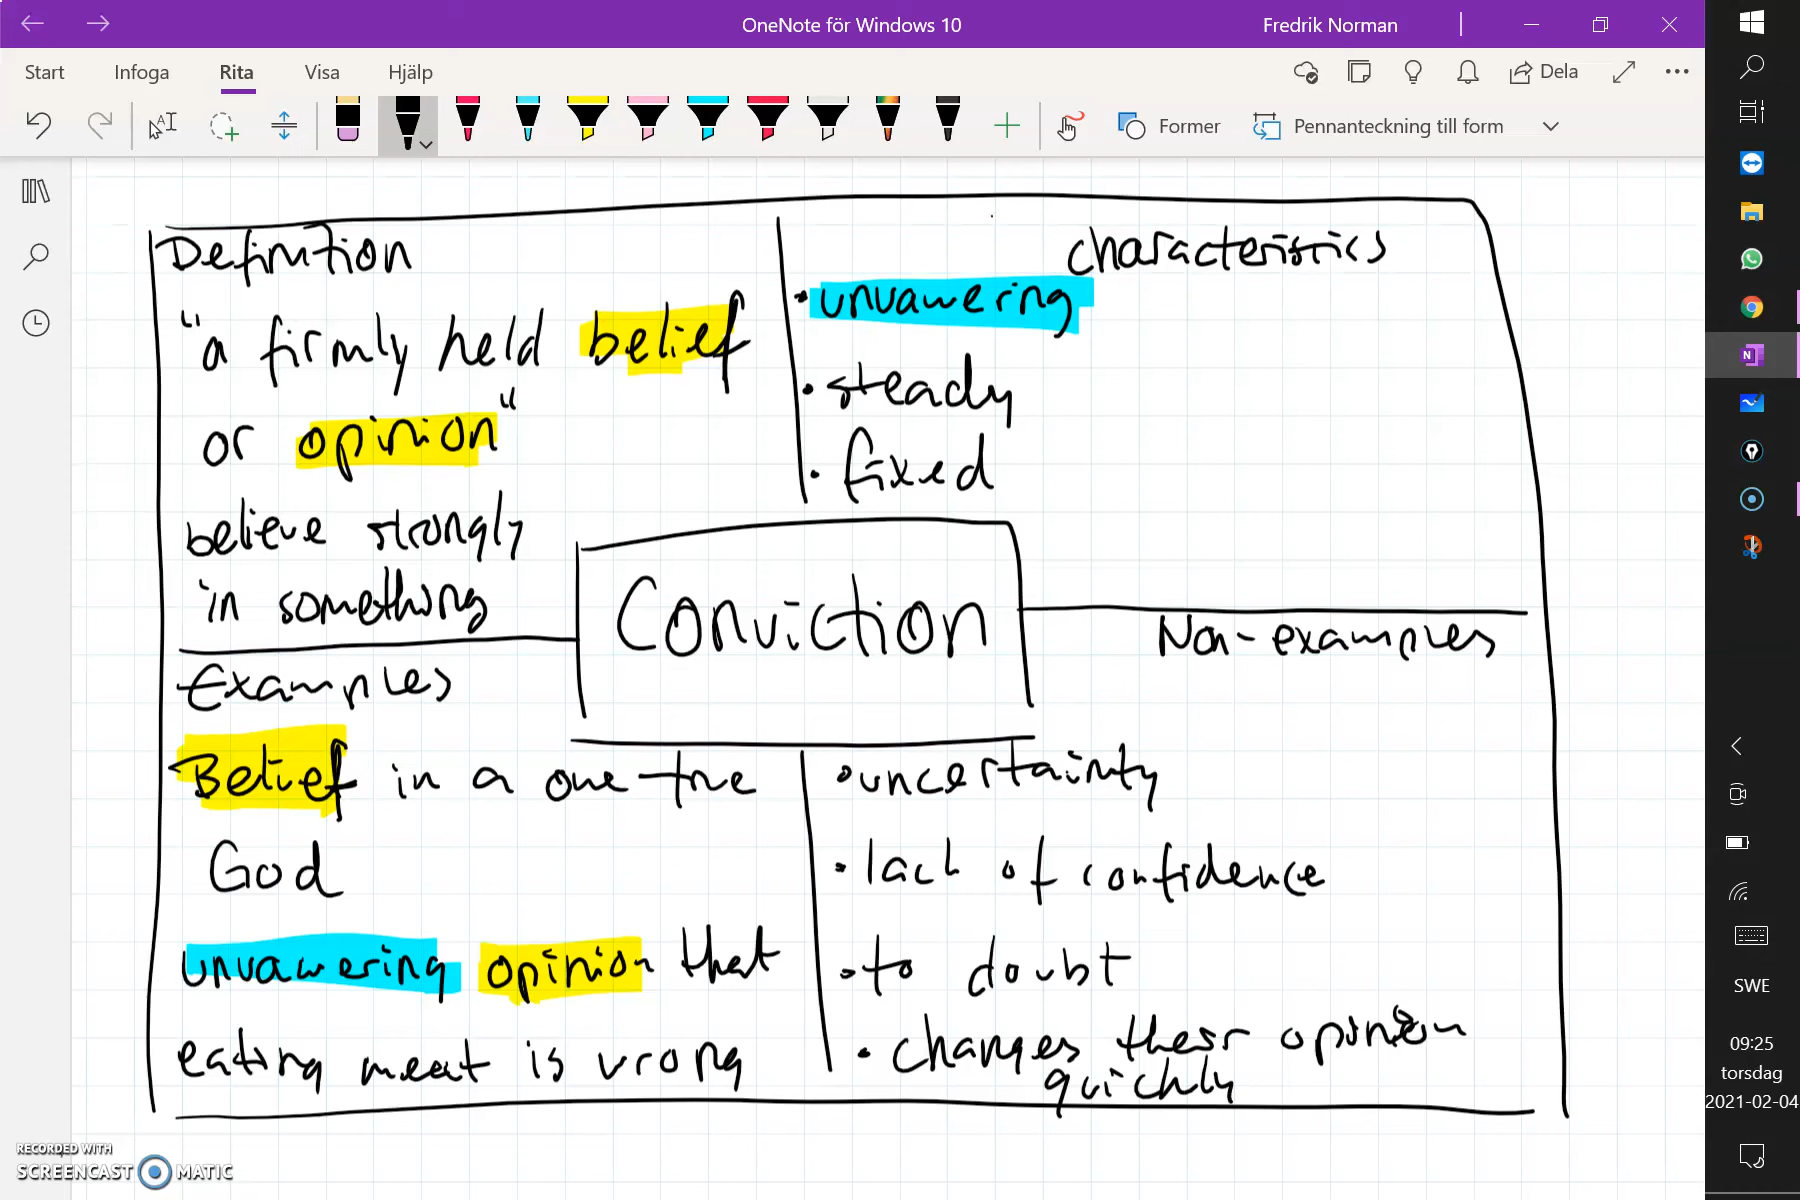 OneNote för Windows 10
Fredrik Norman
Start Infoga Rita Visa Hjälp
Dela
Former
Pennanteckning till form
Definition
"a firmly held belief
or opinion"
believe strongly
in something
characteristics
• unvawering
• steady
• fixed
Conviction
Examples
Belief in a one true
God
unvawering opinion that
eating meat is wrong
Non-examples
• uncertainty
• lack of confidence
• to doubt
• changes their opinion
quickly
RECORDED WITH
SCREENCAST MATIC
SWE
09:25
torsdag
2021-02-04